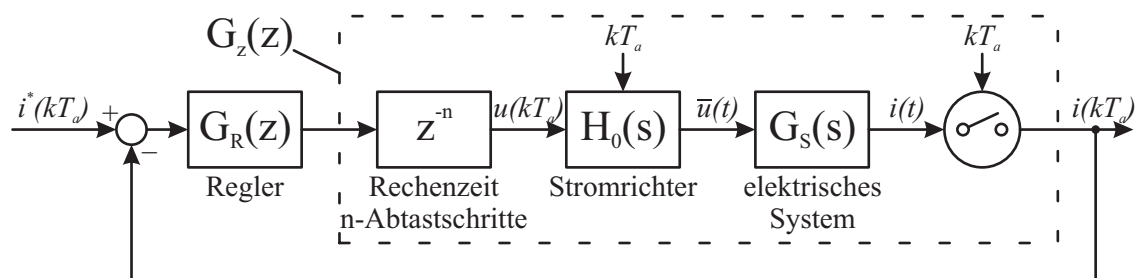 G_z(z)
kT_a
kT_a
i*(kT_a)
+
−
G_R(z)
z^-n
u(kT_a)
H_0(s)
u̅(t)
G_S(s)
i(t)
i(kT_a)
Regler
Rechenzeit
n-Abtastschritte
Stromrichter
elektrisches
System